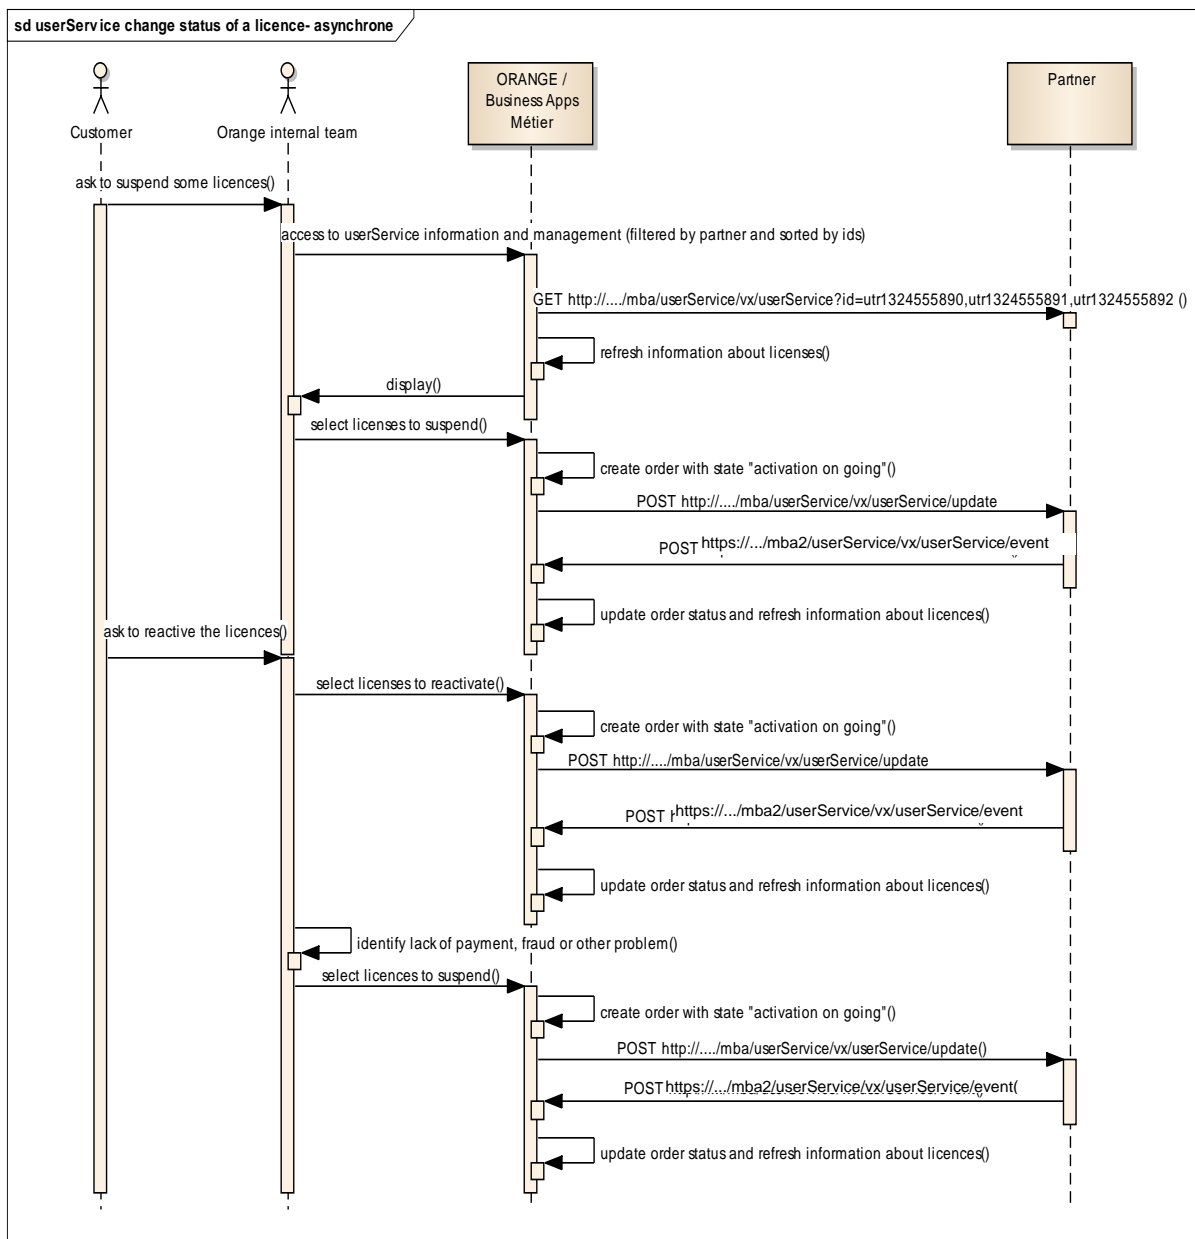 sd userService change status of a licence- asynchrone
Customer
Orange internal team
ORANGE /
Business Apps
Métier
Partner
ask to suspend some licences()
access to userService information and management (filtered by partner and sorted by ids)
GET http://..../mba/userService/vx/userService?id=utr1324555890,utr1324555891,utr1324555892 ()
refresh information about licenses()
display()
select licenses to suspend()
create order with state "activation on going"()
POST http://..../mba/userService/vx/userService/update
POST https://.../mba2/userService/vx/userService/event
update order status and refresh information about licences()
ask to reactive the licences()
select licenses to reactivate()
create order with state "activation on going"()
POST http://..../mba/userService/vx/userService/update
POST https://.../mba2/userService/vx/userService/event
update order status and refresh information about licences()
identify lack of payment, fraud or other problem()
select licences to suspend()
create order with state "activation on going"()
POST http://..../mba/userService/vx/userService/update()
POST https://.../mba2/userService/vx/userService/event(
update order status and refresh information about licences()